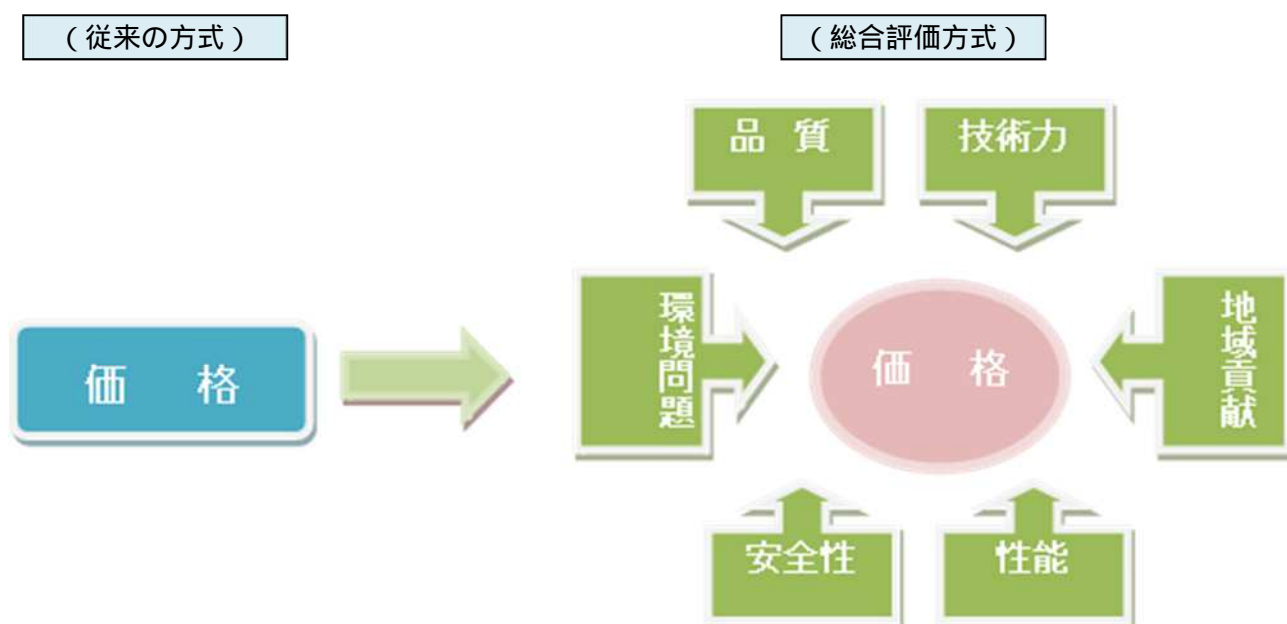 (従来の方式)
(総合評価方式)
品 質
技術力
価 格
環境問題
価 格
地域貢献
安全性
性能